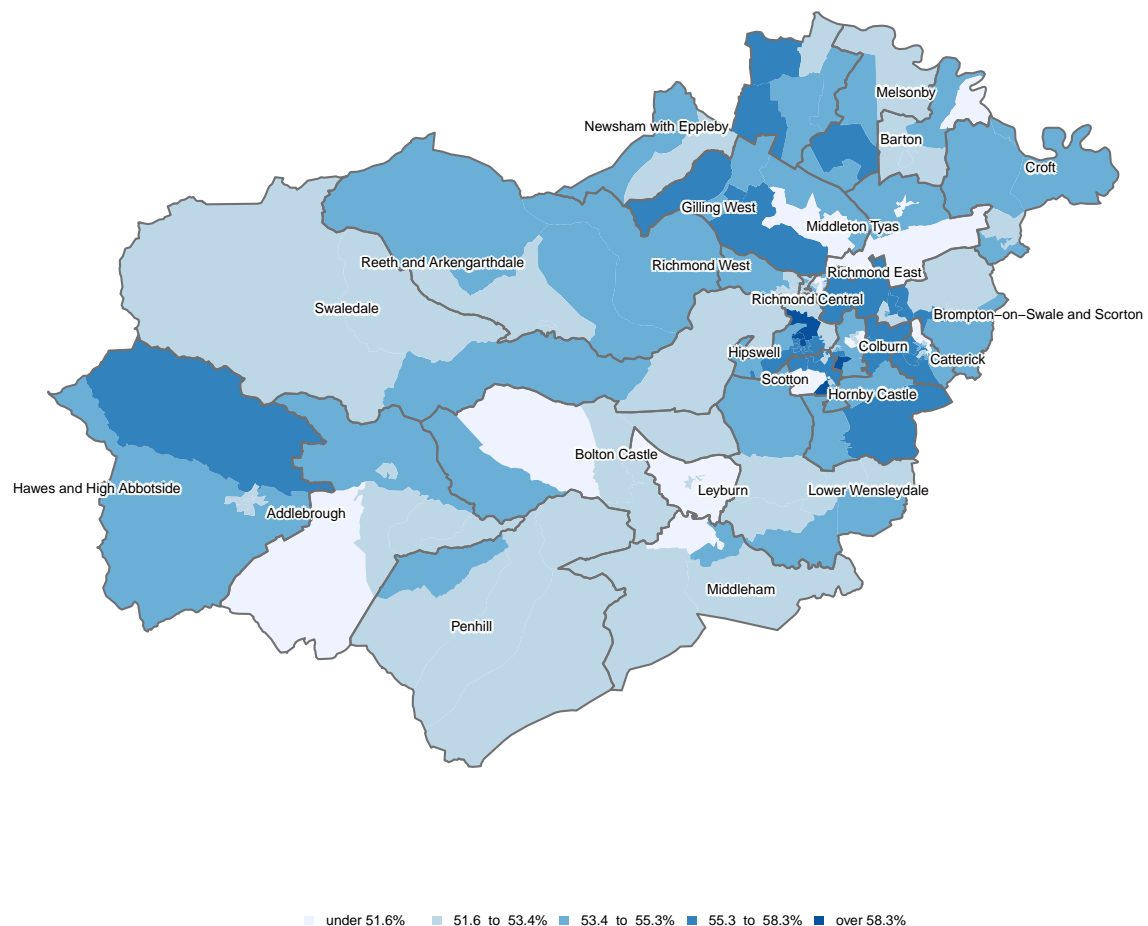 Melsonby
Newsham with Eppleby
Barton
Croft
Gilling West
Middleton Tyas
Reeth and Arkengarthdale
Richmond West
Richmond East
Richmond Central
Swaledale
Brompton−on−Swale and Scorton
Hipswell
Colburn
Catterick
Scotton
Hornby Castle
Bolton Castle
Hawes and High Abbotside
Leyburn
Lower Wensleydale
Addlebrough
Middleham
Penhill
under 51.6% 51.6 to 53.4% 53.4 to 55.3% 55.3 to 58.3% over 58.3%